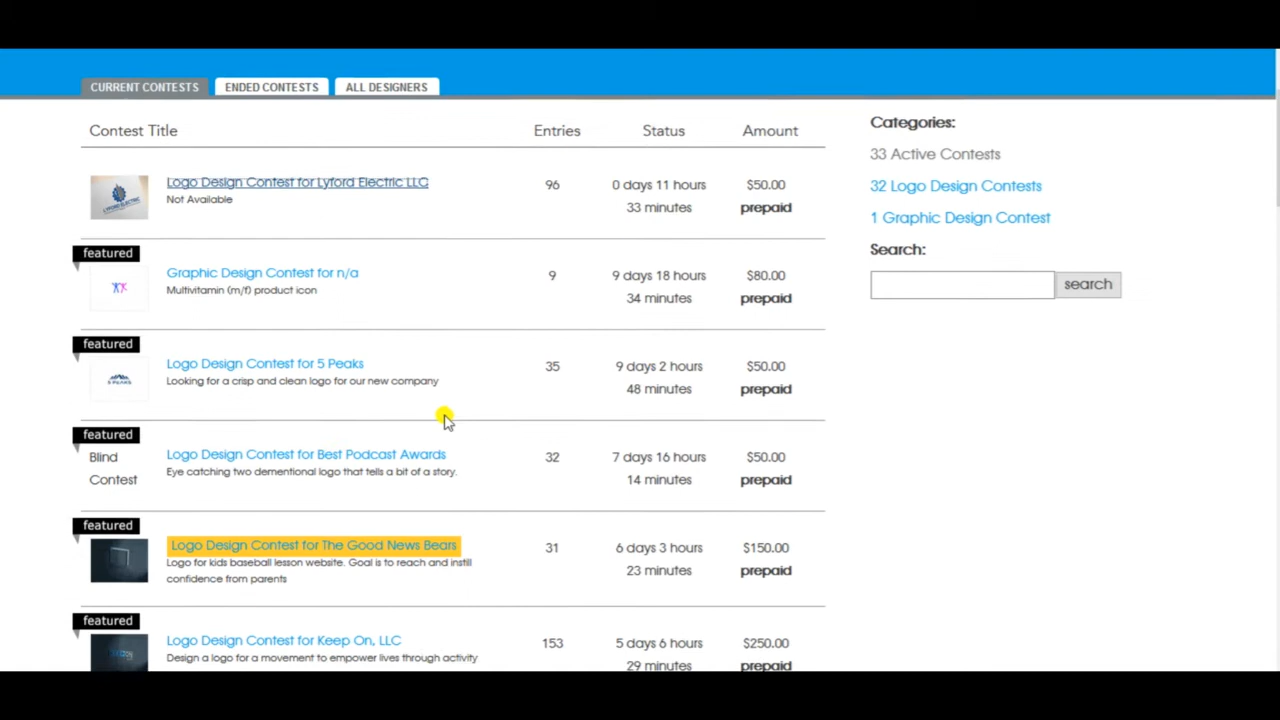 CURRENT CONTESTS ENDED CONTESTS ALL DESIGNERS
Contest Title Entries Status Amount
Logo Design Contest for Lyford Electric LLC
Not Available
96
0 days 11 hours
33 minutes
$50.00
prepaid
LYFORD ELECTRIC
featured
Graphic Design Contest for n/a
Multivitamin (m/f) product icon
9
9 days 18 hours
34 minutes
$80.00
prepaid
featured
Logo Design Contest for 5 Peaks
Looking for a crisp and clean logo for our new company
35
9 days 2 hours
48 minutes
$50.00
prepaid
5 PEAKS
featured
Blind
Contest
Logo Design Contest for Best Podcast Awards
Eye catching two dementional logo that tells a bit of a story.
32
7 days 16 hours
14 minutes
$50.00
prepaid
featured
Logo Design Contest for The Good News Bears
Logo for kids baseball lesson website. Goal is to reach and instill
confidence from parents
31
6 days 3 hours
23 minutes
$150.00
prepaid
featured
Logo Design Contest for Keep On, LLC
Design a logo for a movement to empower lives through activity
153
5 days 6 hours
29 minutes
$250.00
prepaid
Categories:
33 Active Contests
32 Logo Design Contests
1 Graphic Design Contest
Search:
search